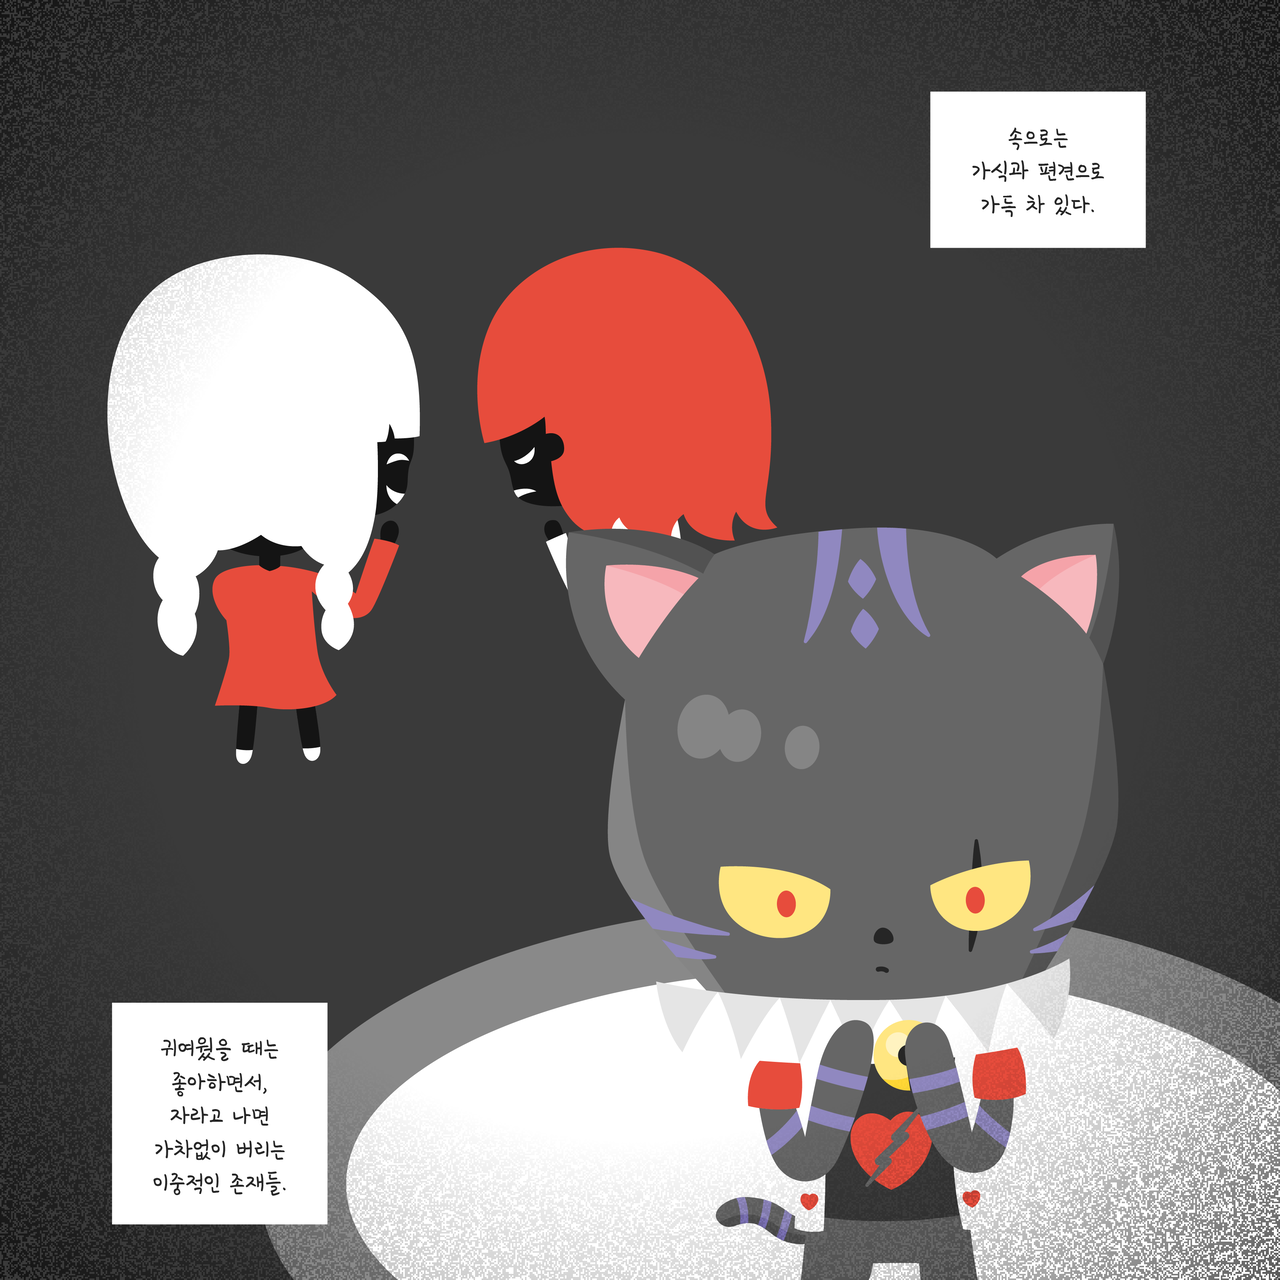 속으로는
가식과 편견으로
가득 차 있다.
귀여웠을 때는
좋아하면서,
자라고 나면
가차없이 버리는
이중적인 존재들.